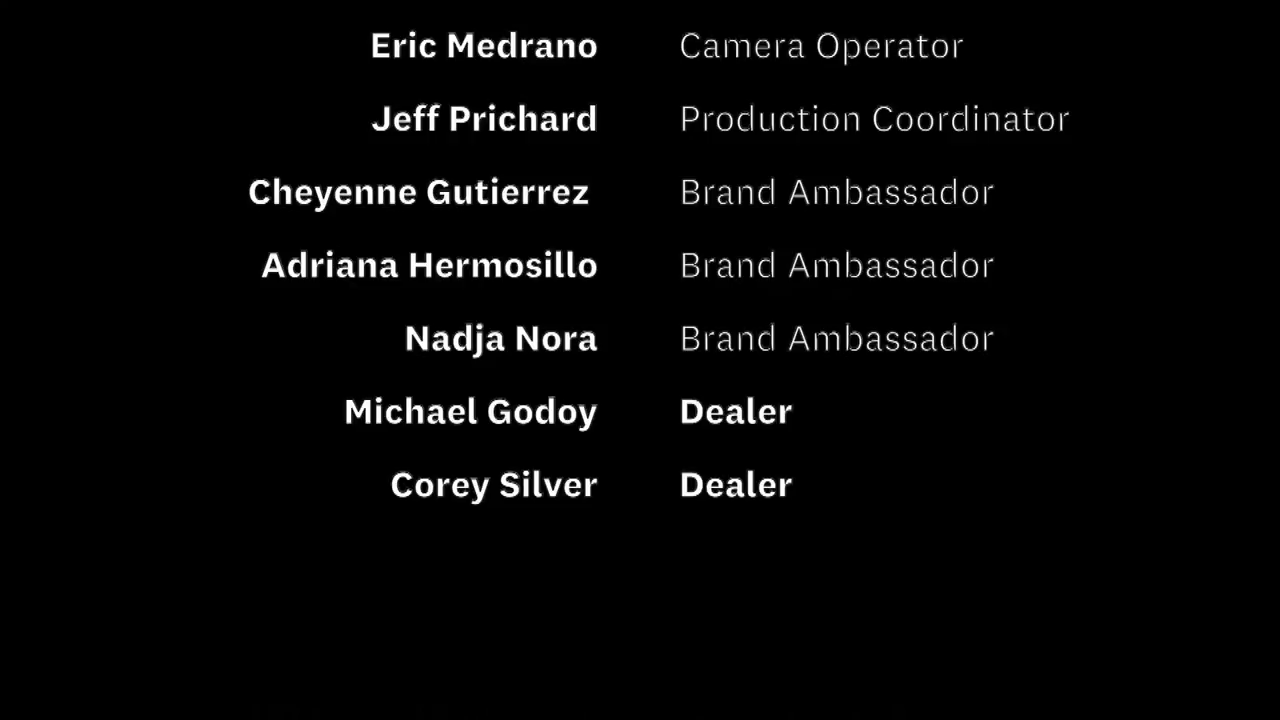 Eric Medrano Camera Operator
Jeff Prichard Production Coordinator
Cheyenne Gutierrez Brand Ambassador
Adriana Hermosillo Brand Ambassador
Nadja Nora Brand Ambassador
Michael Godoy Dealer
Corey Silver Dealer